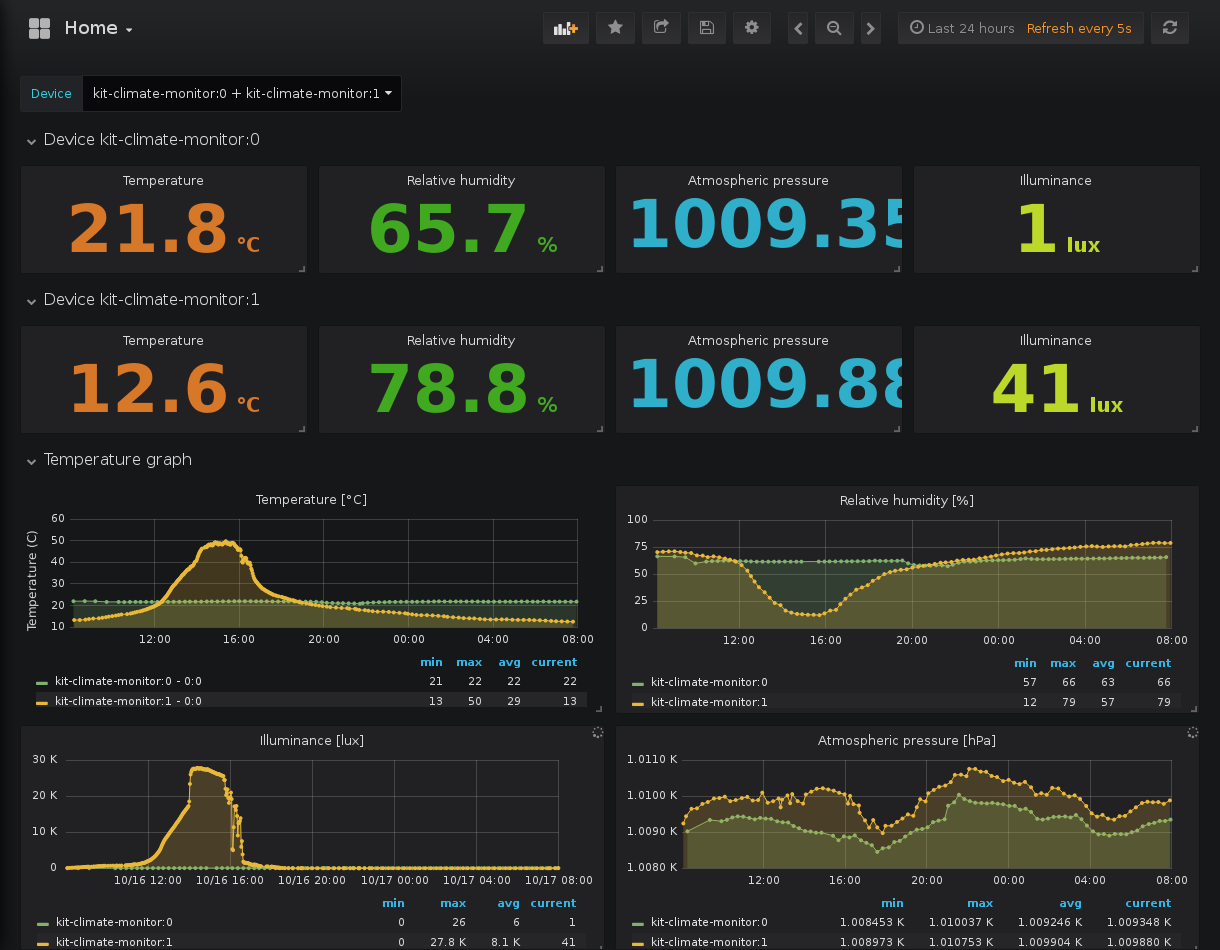 Home
Last 24 hours Refresh every 5s
Device kit-climate-monitor:0 + kit-climate-monitor:1
Device kit-climate-monitor:0
Temperature Relative humidity Atmospheric pressure Illuminance
21.8 °C 65.7 % 1009.35 1 lux
Device kit-climate-monitor:1
Temperature Relative humidity Atmospheric pressure Illuminance
12.6 °C 78.8 % 1009.88 41 lux
Temperature graph
Temperature [°C]
Temperature (C)
60
50
40
30
20
10
12:00 16:00 20:00 00:00 04:00 08:00
min max avg current
kit-climate-monitor:0 - 0:0 21 22 22 22
kit-climate-monitor:1 - 0:0 13 50 29 13
Relative humidity [%]
100
75
50
25
0
12:00 16:00 20:00 00:00 04:00 08:00
min max avg current
kit-climate-monitor:0 57 66 63 66
kit-climate-monitor:1 12 79 57 79
Illuminance [lux]
30 K
20 K
10 K
0
10/16 12:00 10/16 16:00 10/16 20:00 10/17 00:00 10/17 04:00 10/17 08:00
min max avg current
kit-climate-monitor:0 0 26 6 1
kit-climate-monitor:1 0 27.8 K 8.1 K 41
Atmospheric pressure [hPa]
1.0110 K
1.0100 K
1.0090 K
1.0080 K
12:00 16:00 20:00 00:00 04:00 08:00
min max avg current
kit-climate-monitor:0 1.008453 K 1.010037 K 1.009246 K 1.009348 K
kit-climate-monitor:1 1.008973 K 1.010753 K 1.009904 K 1.009880 K